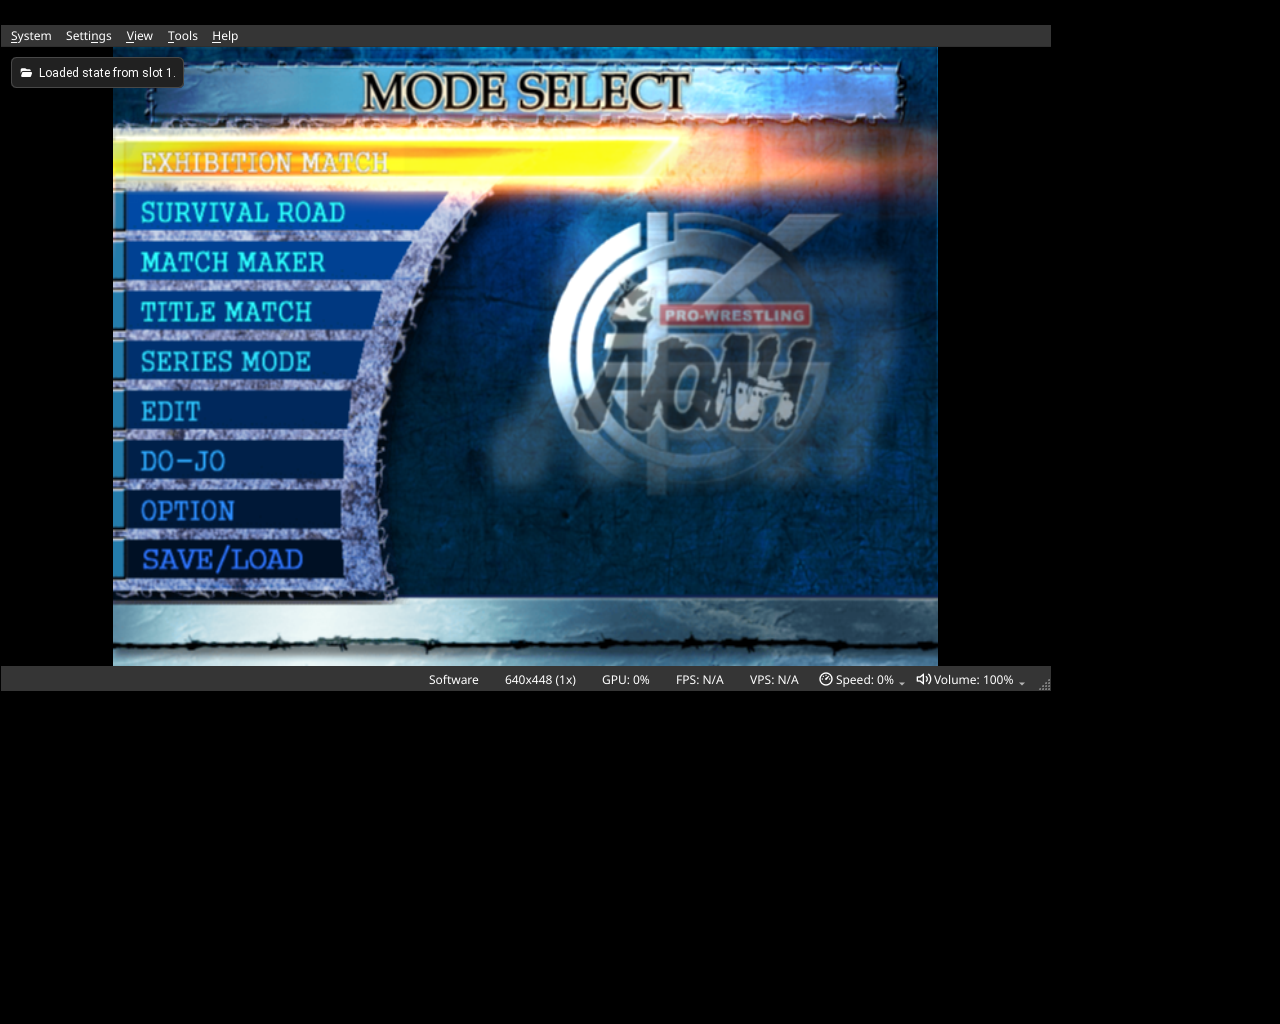 System Settings View Tools Help
Loaded state from slot 1.
MODE SELECT
EXHIBITION MATCH
SURVIVAL ROAD
MATCH MAKER
TITLE MATCH
SERIES MODE
EDIT
DO-JO
OPTION
SAVE/LOAD
PRO-WRESTLING
NOAH
Software 640x448 (1x) GPU: 0% FPS: N/A VPS: N/A Speed: 0% Volume: 100%